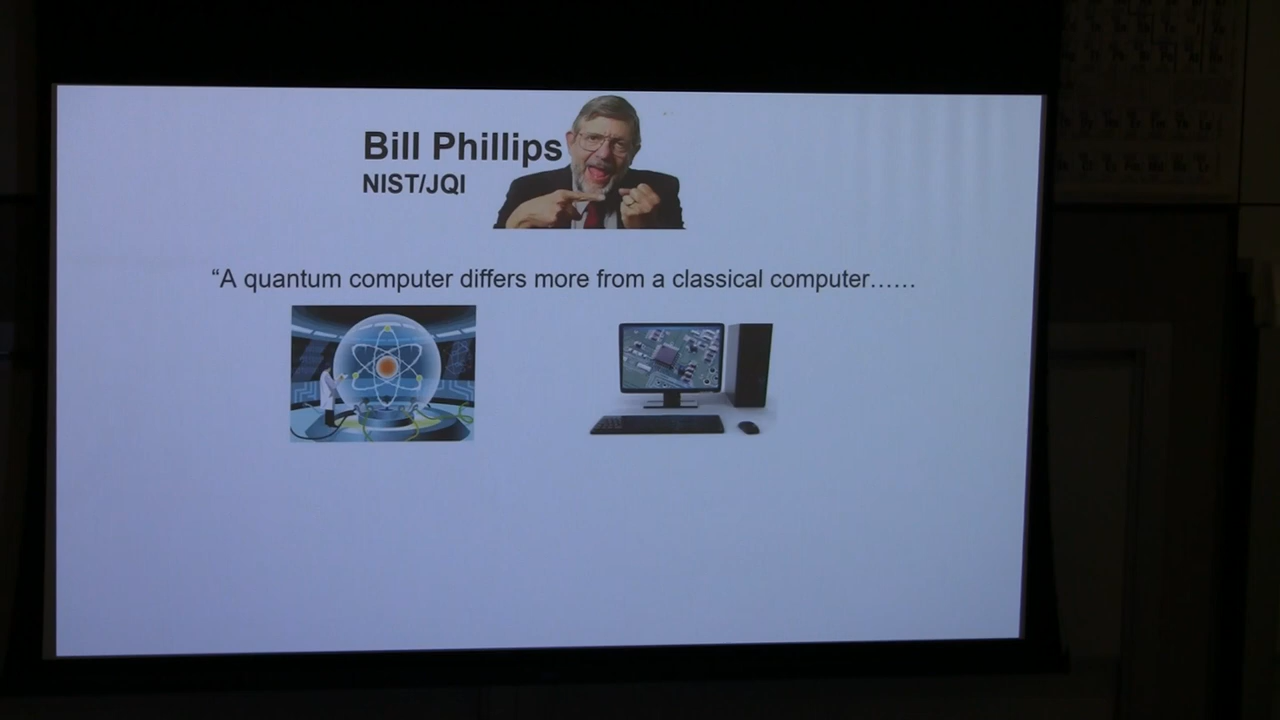 Bill Phillips
NIST/JQI
“A quantum computer differs more from a classical computer……